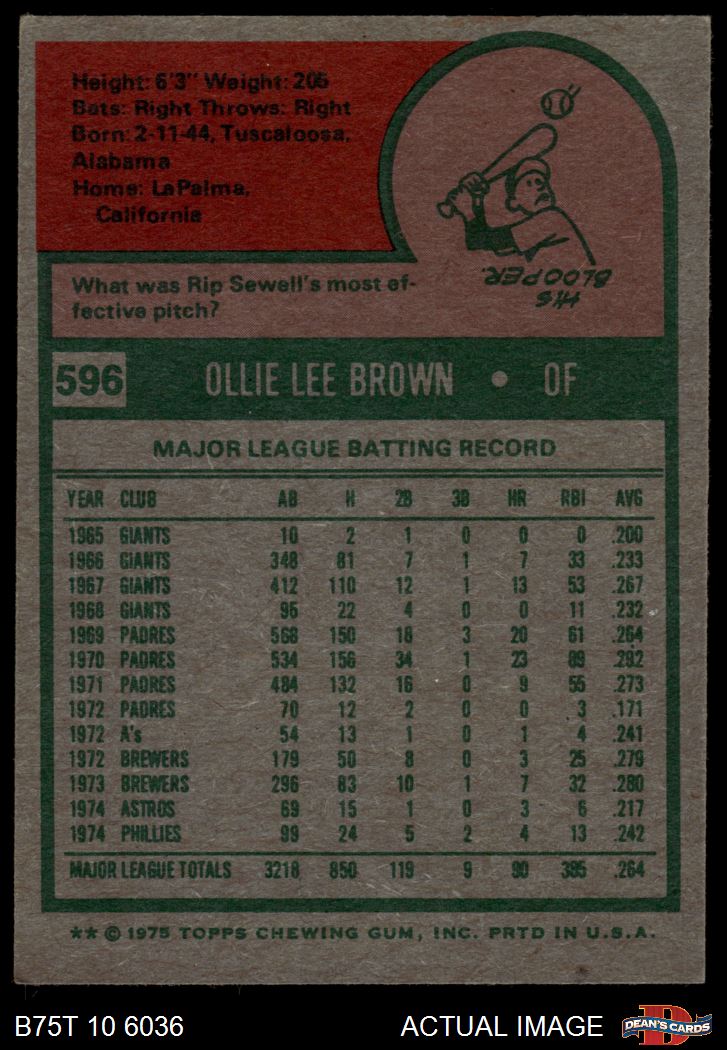 Height: 6'3" Weight: 205
Bats: Right Throws: Right
Born: 2-11-44, Tuscaloosa,
Alabama
Home: LaPalma,
California
HIS
BLOOPER.
What was Rip Sewell's most ef-
fective pitch?
596 OLLIE LEE BROWN • OF
MAJOR LEAGUE BATTING RECORD
YEAR CLUB AB H 2B 3B HR RBI AVG
1965 GIANTS 10 2 1 0 0 0 .200
1966 GIANTS 348 81 7 1 7 33 .233
1967 GIANTS 412 110 12 1 13 53 .267
1968 GIANTS 95 22 4 0 0 11 .232
1969 PADRES 568 150 18 3 20 61 .264
1970 PADRES 534 156 34 1 23 89 .292
1971 PADRES 484 132 16 0 9 55 .273
1972 PADRES 70 12 2 0 0 3 .171
1972 A's 54 13 1 0 1 4 .241
1972 BREWERS 179 50 8 0 3 25 .279
1973 BREWERS 296 83 10 1 7 32 .280
1974 ASTROS 69 15 1 0 3 6 .217
1974 PHILLIES 99 24 5 2 4 13 .242
MAJOR LEAGUE TOTALS 3218 850 119 9 90 385 .264
** © 1975 TOPPS CHEWING GUM, INC. PRTD IN U.S.A.
B75T 10 6036 ACTUAL IMAGE D DEAN'S CARDS